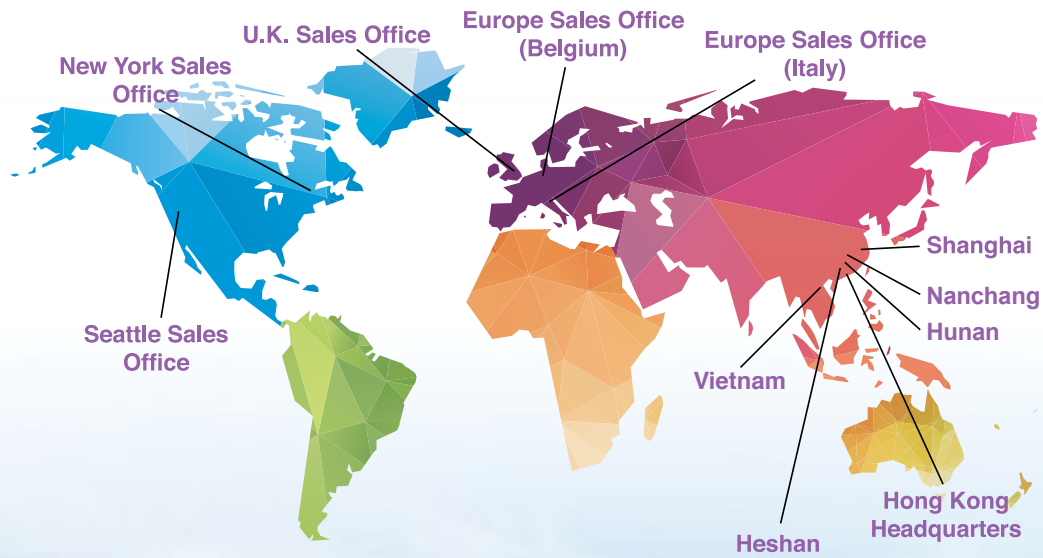 U.K. Sales Office
Europe Sales Office
(Belgium)
Europe Sales Office
(Italy)
New York Sales
Office
Seattle Sales
Office
Shanghai
Nanchang
Hunan
Vietnam
Hong Kong
Headquarters
Heshan